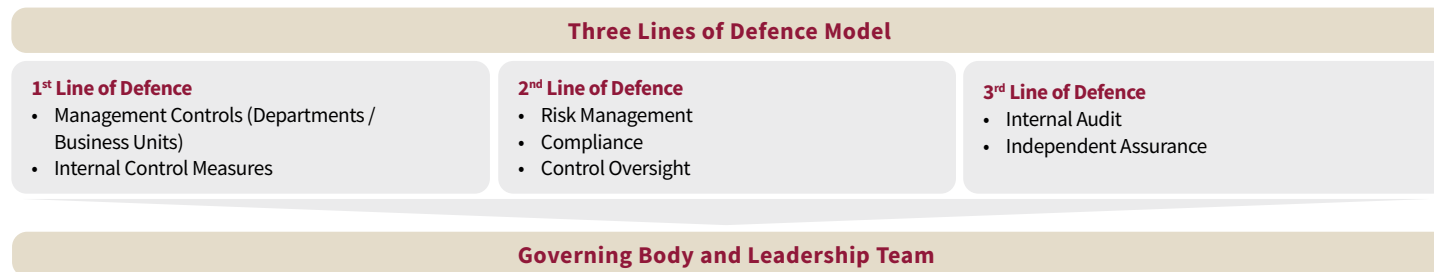 Three Lines of Defence Model
1st Line of Defence
• Management Controls (Departments /
Business Units)
• Internal Control Measures
2nd Line of Defence
• Risk Management
• Compliance
• Control Oversight
3rd Line of Defence
• Internal Audit
• Independent Assurance
Governing Body and Leadership Team